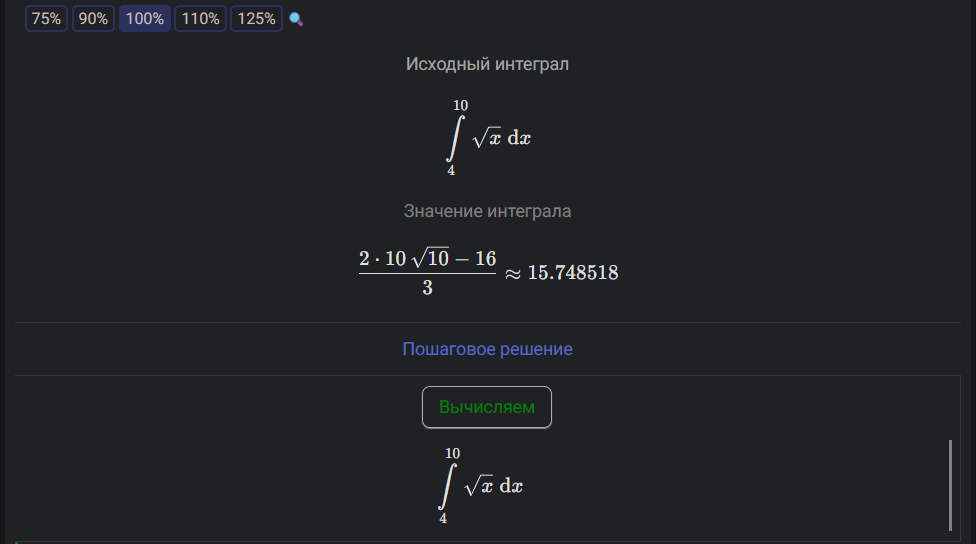 75% 90% 100% 110% 125%
Исходный интеграл
∫₄¹⁰ √x dx
Значение интеграла
(2 · 10√10 − 16)/3 ≈ 15.748518
Пошаговое решение
Вычисляем
∫₄¹⁰ √x dx